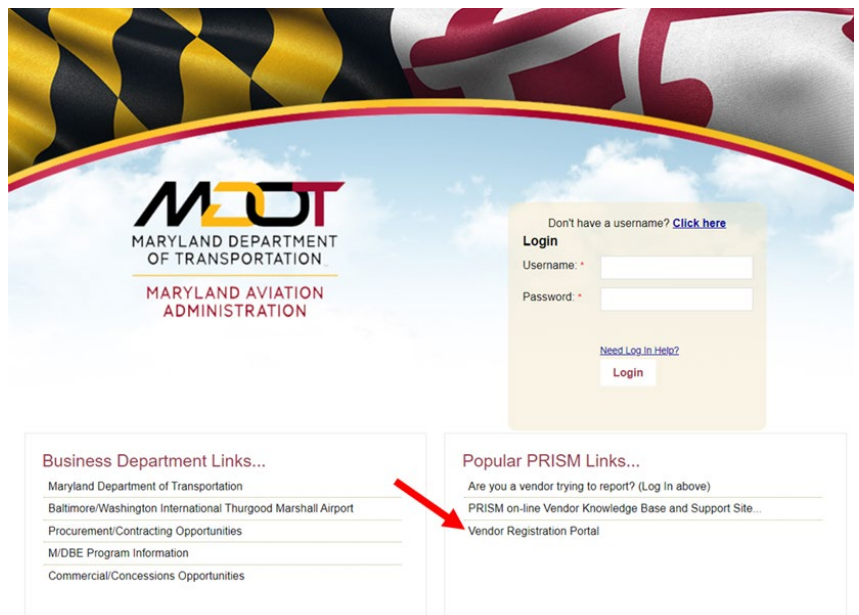 MDOT
MARYLAND DEPARTMENT
OF TRANSPORTATION
MARYLAND AVIATION
ADMINISTRATION
Don't have a username? Click here
Login
Username: *
Password: *
Need Log In Help?
Login
Business Department Links...
Maryland Department of Transportation
Baltimore/Washington International Thurgood Marshall Airport
Procurement/Contracting Opportunities
M/DBE Program Information
Commercial/Concessions Opportunities
Popular PRISM Links...
Are you a vendor trying to report? (Log In above)
PRISM on-line Vendor Knowledge Base and Support Site...
Vendor Registration Portal